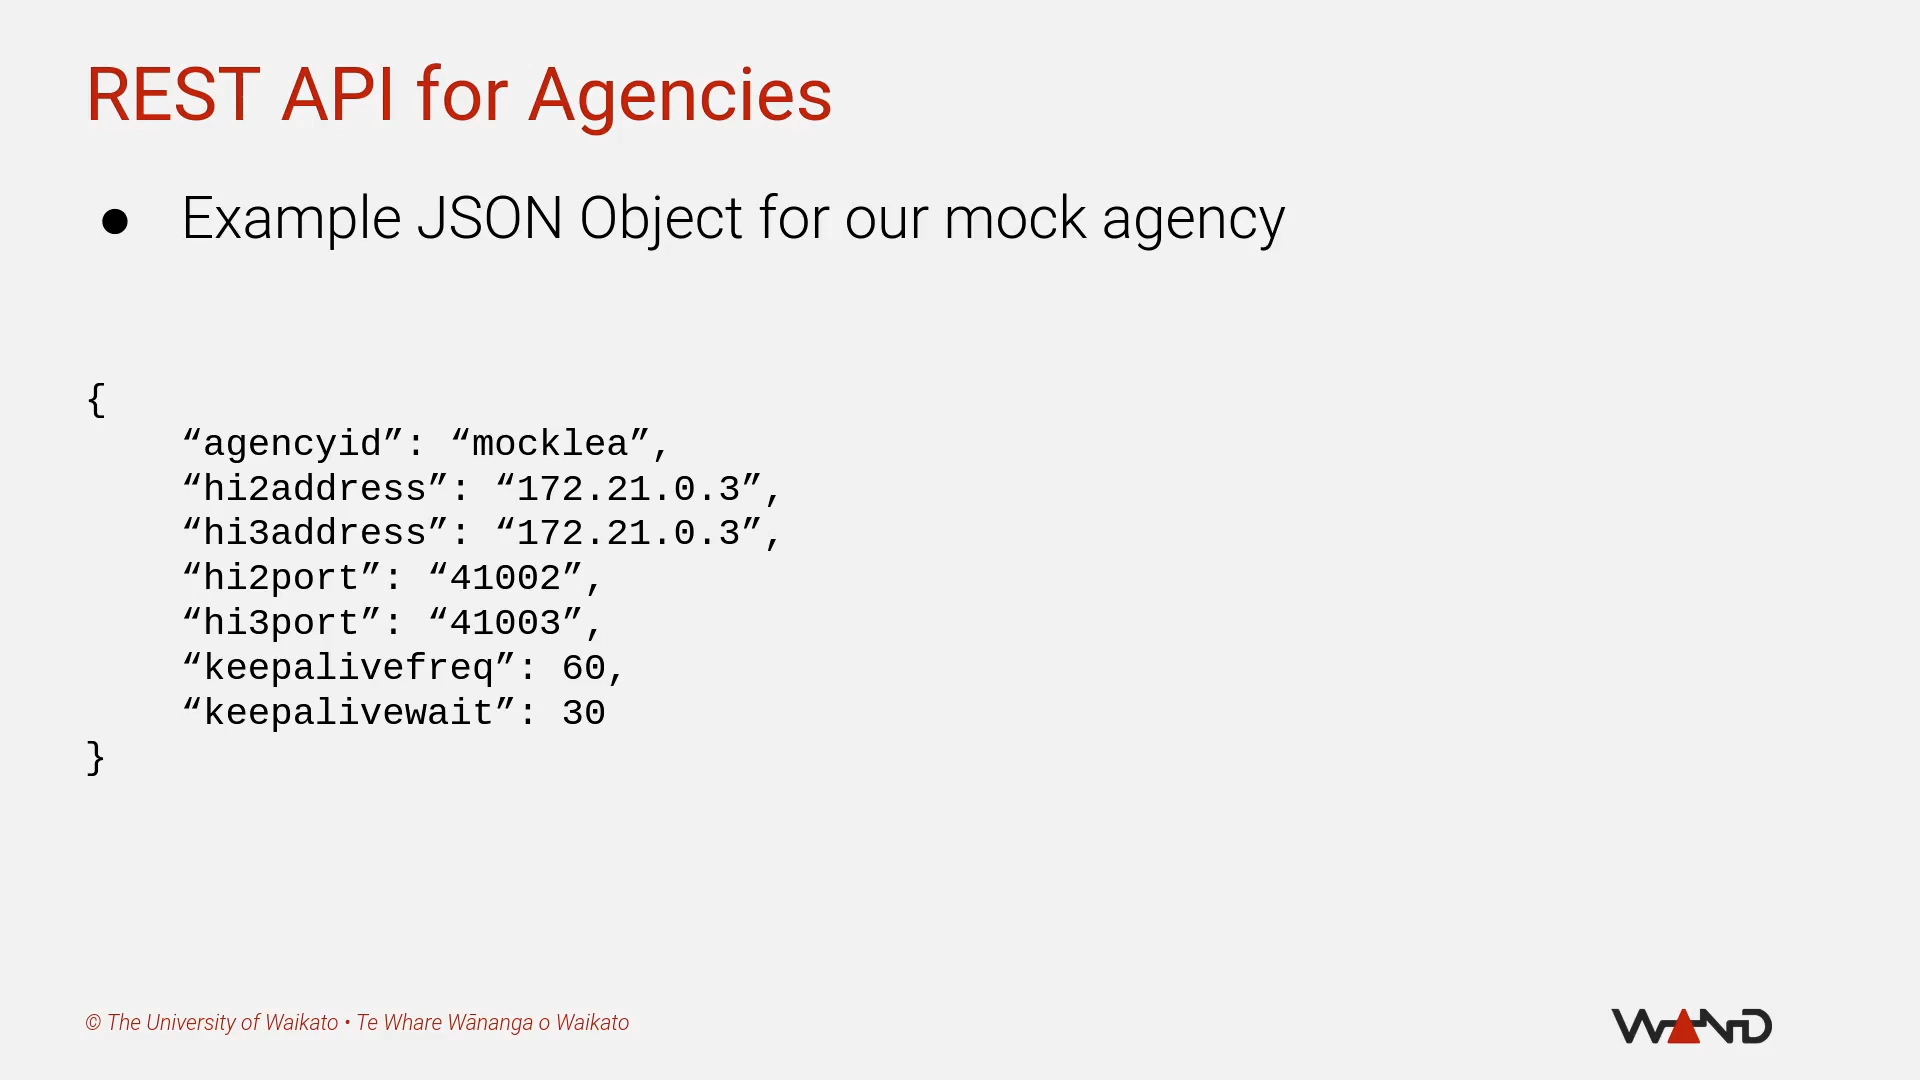 REST API for Agencies
● Example JSON Object for our mock agency
{
“agencyid”: “mocklea”,
“hi2address”: “172.21.0.3”,
“hi3address”: “172.21.0.3”,
“hi2port”: “41002”,
“hi3port”: “41003”,
“keepalivefreq”: 60,
“keepalivewait”: 30
}
© The University of Waikato • Te Whare Wānanga o Waikato
WAND